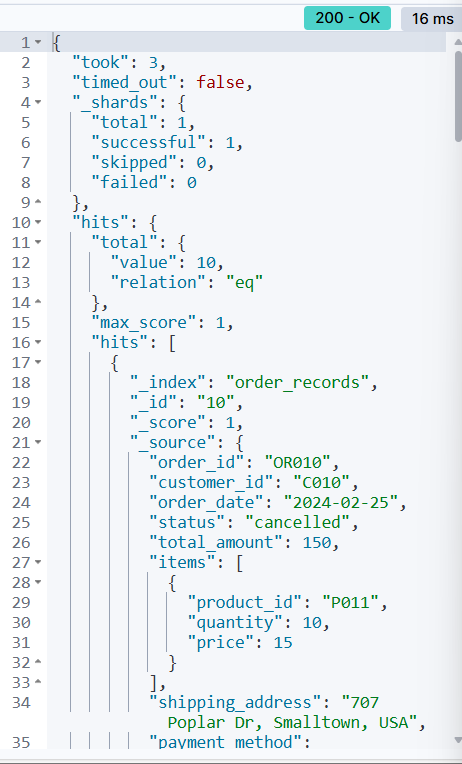 200 - OK 16 ms
1 {
2 "took": 3,
3 "timed_out": false,
4 "_shards": {
5 "total": 1,
6 "successful": 1,
7 "skipped": 0,
8 "failed": 0
9 },
10 "hits": {
11 "total": {
12 "value": 10,
13 "relation": "eq"
14 },
15 "max_score": 1,
16 "hits": [
17 {
18 "_index": "order_records",
19 "_id": "10",
20 "_score": 1,
21 "_source": {
22 "order_id": "OR010",
23 "customer_id": "C010",
24 "order_date": "2024-02-25",
25 "status": "cancelled",
26 "total_amount": 150,
27 "items": [
28 {
29 "product_id": "P011",
30 "quantity": 10,
31 "price": 15
32 }
33 ],
34 "shipping_address": "707
Poplar Dr, Smalltown, USA",
35 "payment_method":